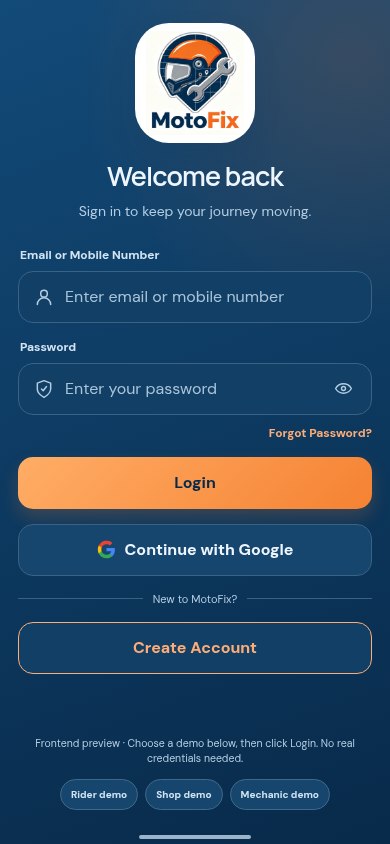 MotoFix
Welcome back
Sign in to keep your journey moving.
Email or Mobile Number
Enter email or mobile number
Password
Enter your password
Forgot Password?
Login
Continue with Google
New to MotoFix?
Create Account
Frontend preview · Choose a demo below, then click Login. No real
credentials needed.
Rider demo
Shop demo
Mechanic demo